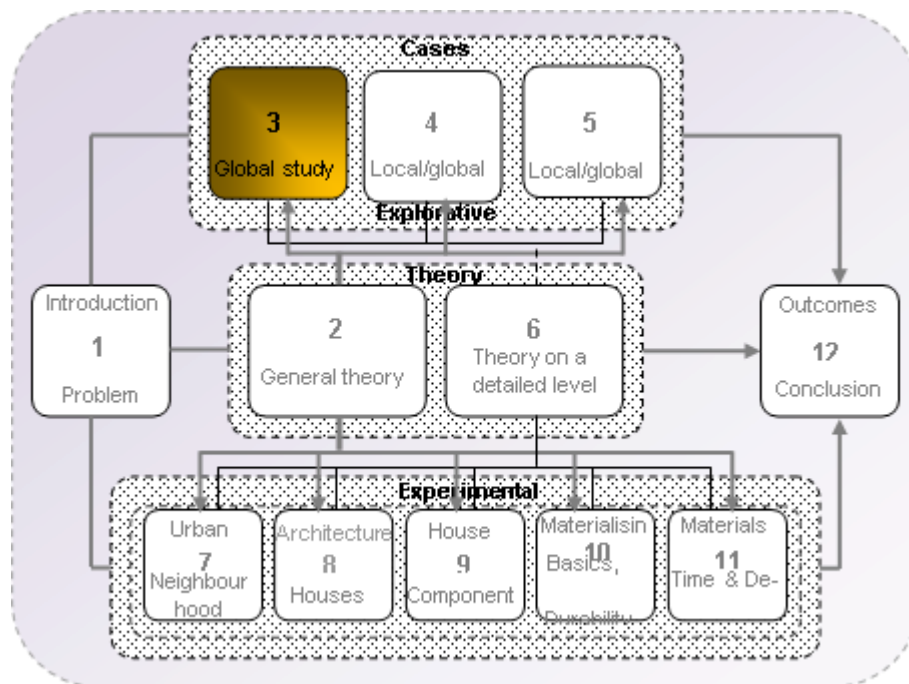 Cases
3
Global study
4
Local/global
5
Local/global
Explorative
Theory
Introduction
1
Problem
2
General theory
6
Theory on a
detailed level
Outcomes
12
Conclusion
Experimental
Urban
7
Neighbour
hood
Architecture
8
Houses
House
9
Component
Materialisin
10
Basics,
Durability
Materials
11
Time & De-